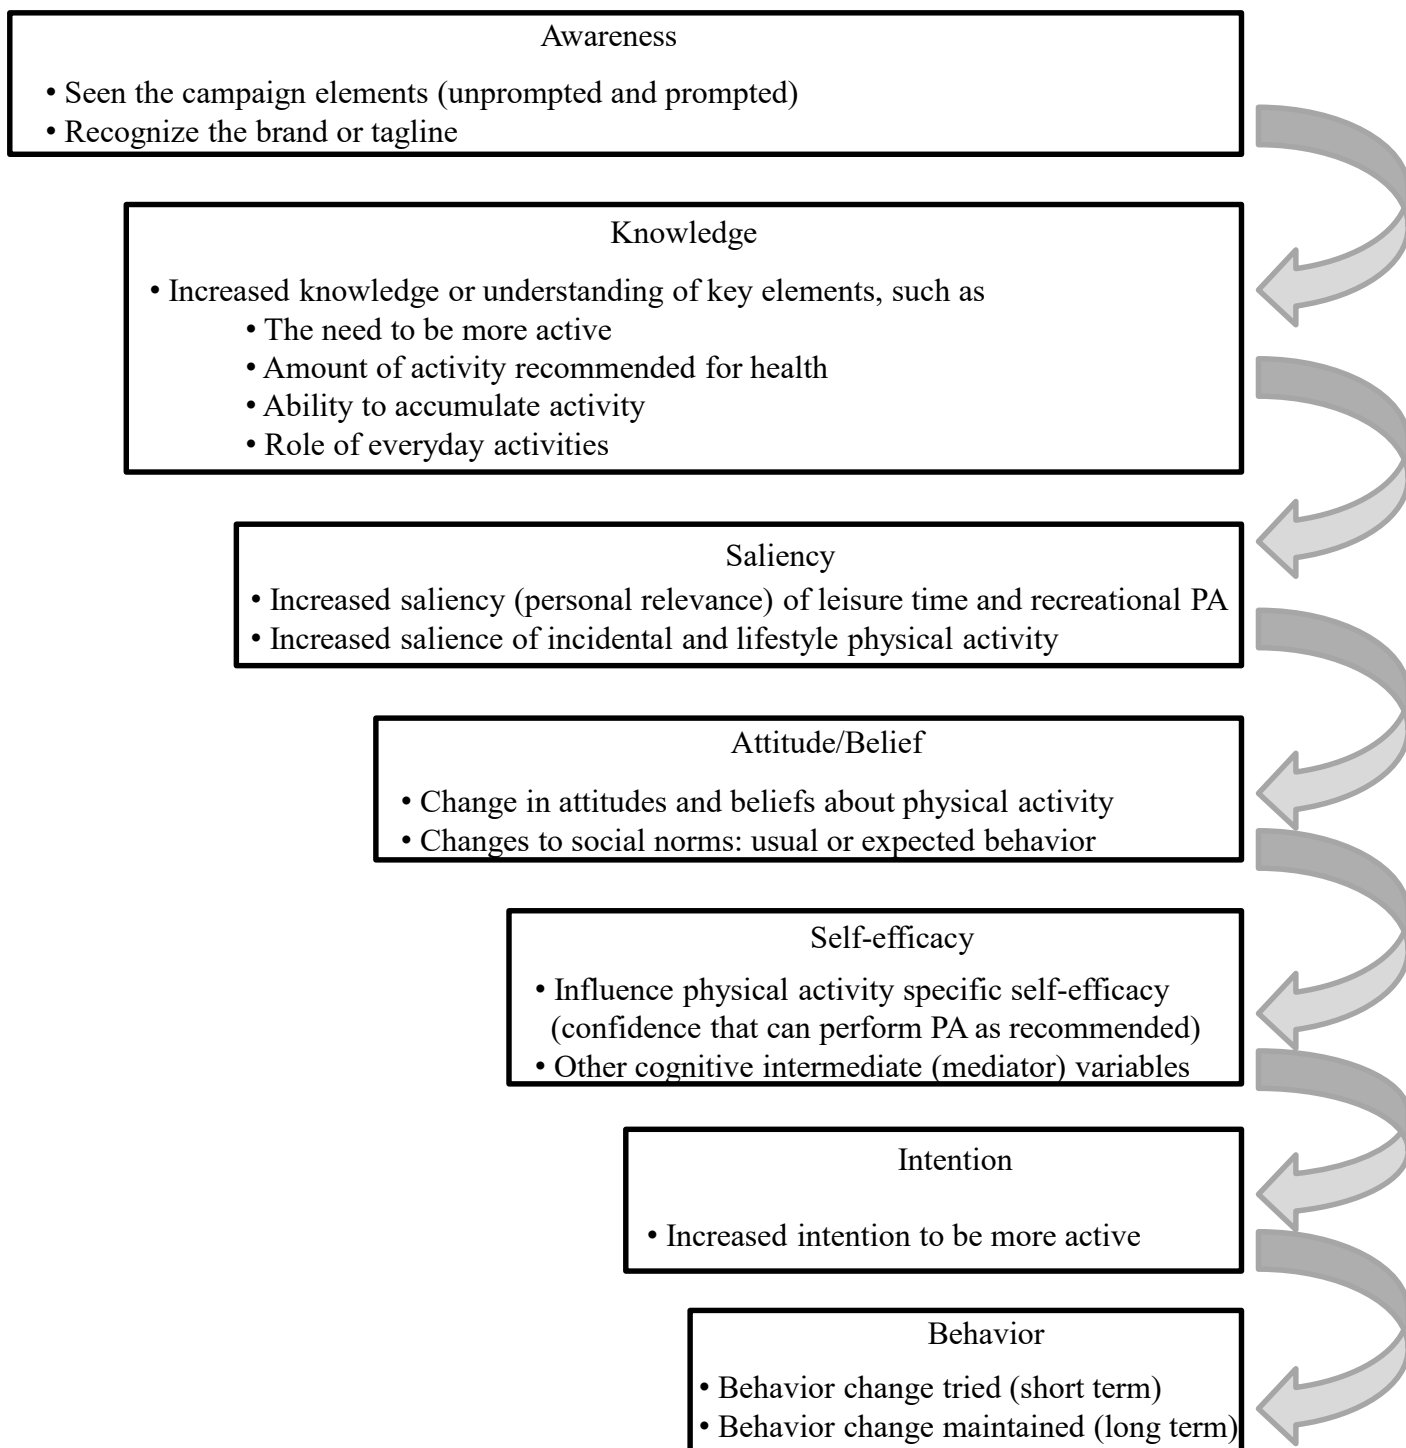 Awareness
• Seen the campaign elements (unprompted and prompted)
• Recognize the brand or tagline
Knowledge
• Increased knowledge or understanding of key elements, such as
• The need to be more active
• Amount of activity recommended for health
• Ability to accumulate activity
• Role of everyday activities
Saliency
• Increased saliency (personal relevance) of leisure time and recreational PA
• Increased salience of incidental and lifestyle physical activity
Attitude/Belief
• Change in attitudes and beliefs about physical activity
• Changes to social norms: usual or expected behavior
Self-efficacy
• Influence physical activity specific self-efficacy
(confidence that can perform PA as recommended)
• Other cognitive intermediate (mediator) variables
Intention
• Increased intention to be more active
Behavior
• Behavior change tried (short term)
• Behavior change maintained (long term)